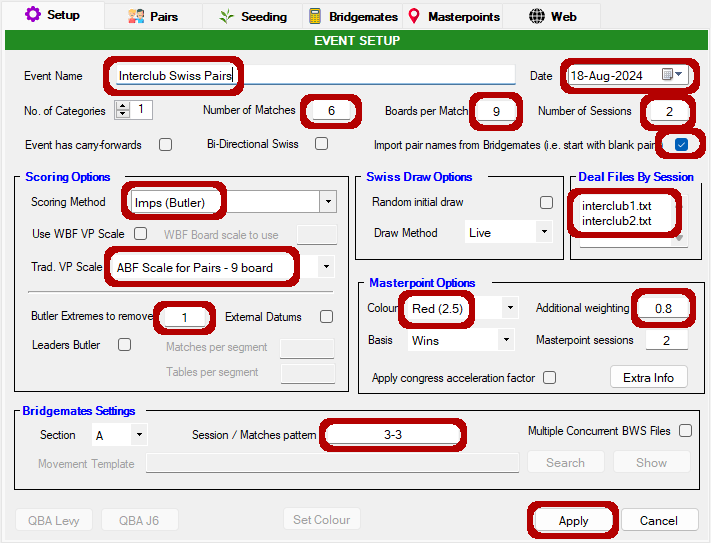 Setup Pairs Seeding Bridgemates Masterpoints Web
EVENT SETUP
Event Name Interclub Swiss Pairs Date 18-Aug-2024
No. of Categories 1 Number of Matches 6 Boards per Match 9 Number of Sessions 2
Event has carry-forwards Bi-Directional Swiss Import pair names from Bridgemates (i.e. start with blank pair
Scoring Options Swiss Draw Options Deal Files By Session
Scoring Method Imps (Butler) Random initial draw interclub1.txt
interclub2.txt
Use WBF VP Scale WBF Board scale to use Draw Method Live
Trad. VP Scale ABF Scale for Pairs - 9 board
Masterpoint Options
Butler Extremes to remove 1 External Datums Colour Red (2.5) Additional weighting 0.8
Leaders Butler Matches per segment Basis Wins Masterpoint sessions 2
Tables per segment Apply congress acceleration factor Extra Info
Bridgemates Settings
Section A Session / Matches pattern 3-3 Multiple Concurrent BWS Files
Movement Template Search Show
QBA Levy QBA J6 Set Colour Apply Cancel